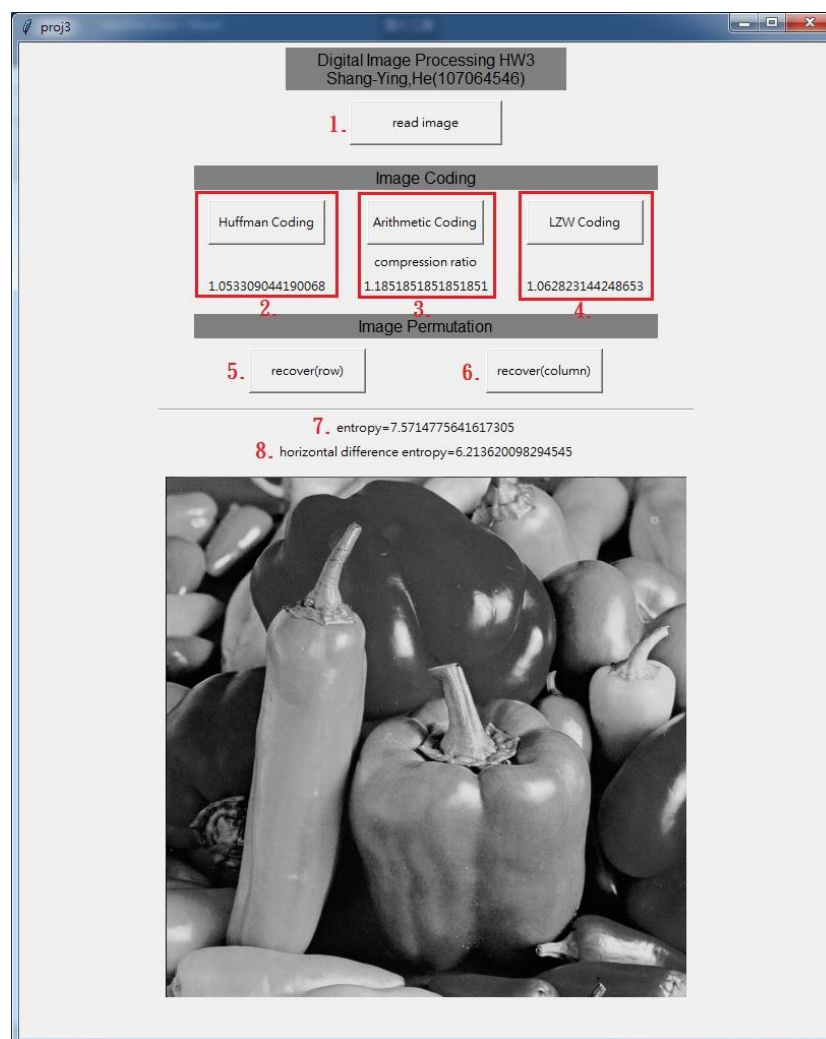 proj3
Digital Image Processing HW3
Shang-Ying,He(107064546)
1. read image
Image Coding
Huffman Coding Arithmetic Coding LZW Coding
compression ratio
1.053309044190068 1.1851851851851851 1.062823144248653
2. 3. 4.
Image Permutation
5. recover(row) 6. recover(column)
7. entropy=7.5714775641617305
8. horizontal difference entropy=6.213620098294545